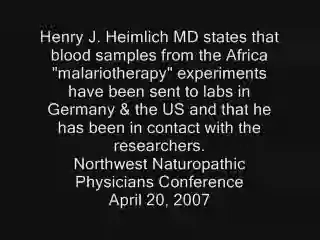 Henry J. Heimlich MD states that
blood samples from the Africa
"malariotherapy" experiments
have been sent to labs in
Germany & the US and that he
has been in contact with the
researchers.
Northwest Naturopathic
Physicians Conference
April 20, 2007